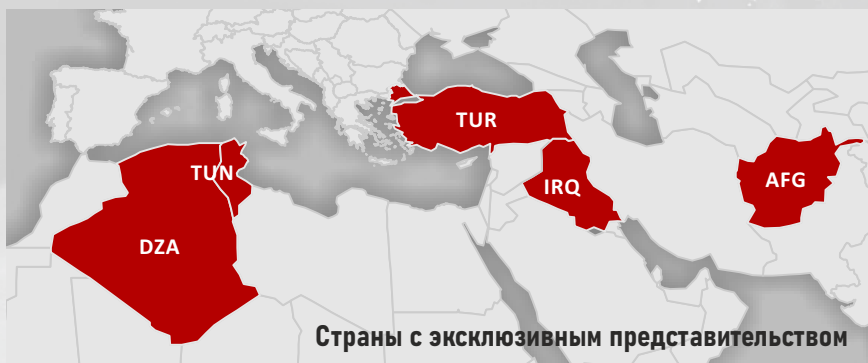 TUR
TUN
IRQ
AFG
DZA
Страны с эксклюзивным представительством